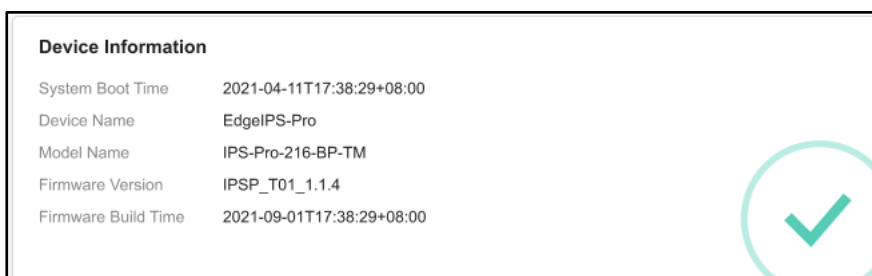 Device Information
System Boot Time 2021-04-11T17:38:29+08:00
Device Name EdgeIPS-Pro
Model Name IPS-Pro-216-BP-TM
Firmware Version IPSP_T01_1.1.4
Firmware Build Time 2021-09-01T17:38:29+08:00